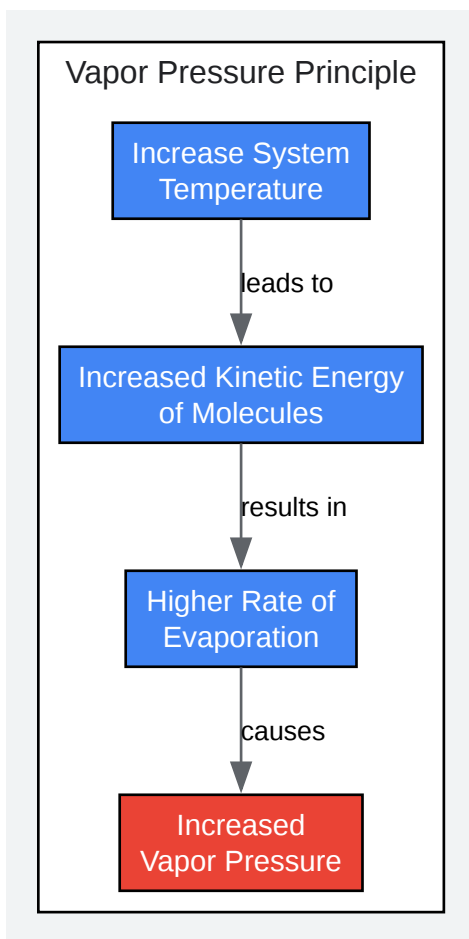 Vapor Pressure Principle
Increase System
Temperature
leads to
Increased Kinetic Energy
of Molecules
results in
Higher Rate of
Evaporation
causes
Increased
Vapor Pressure